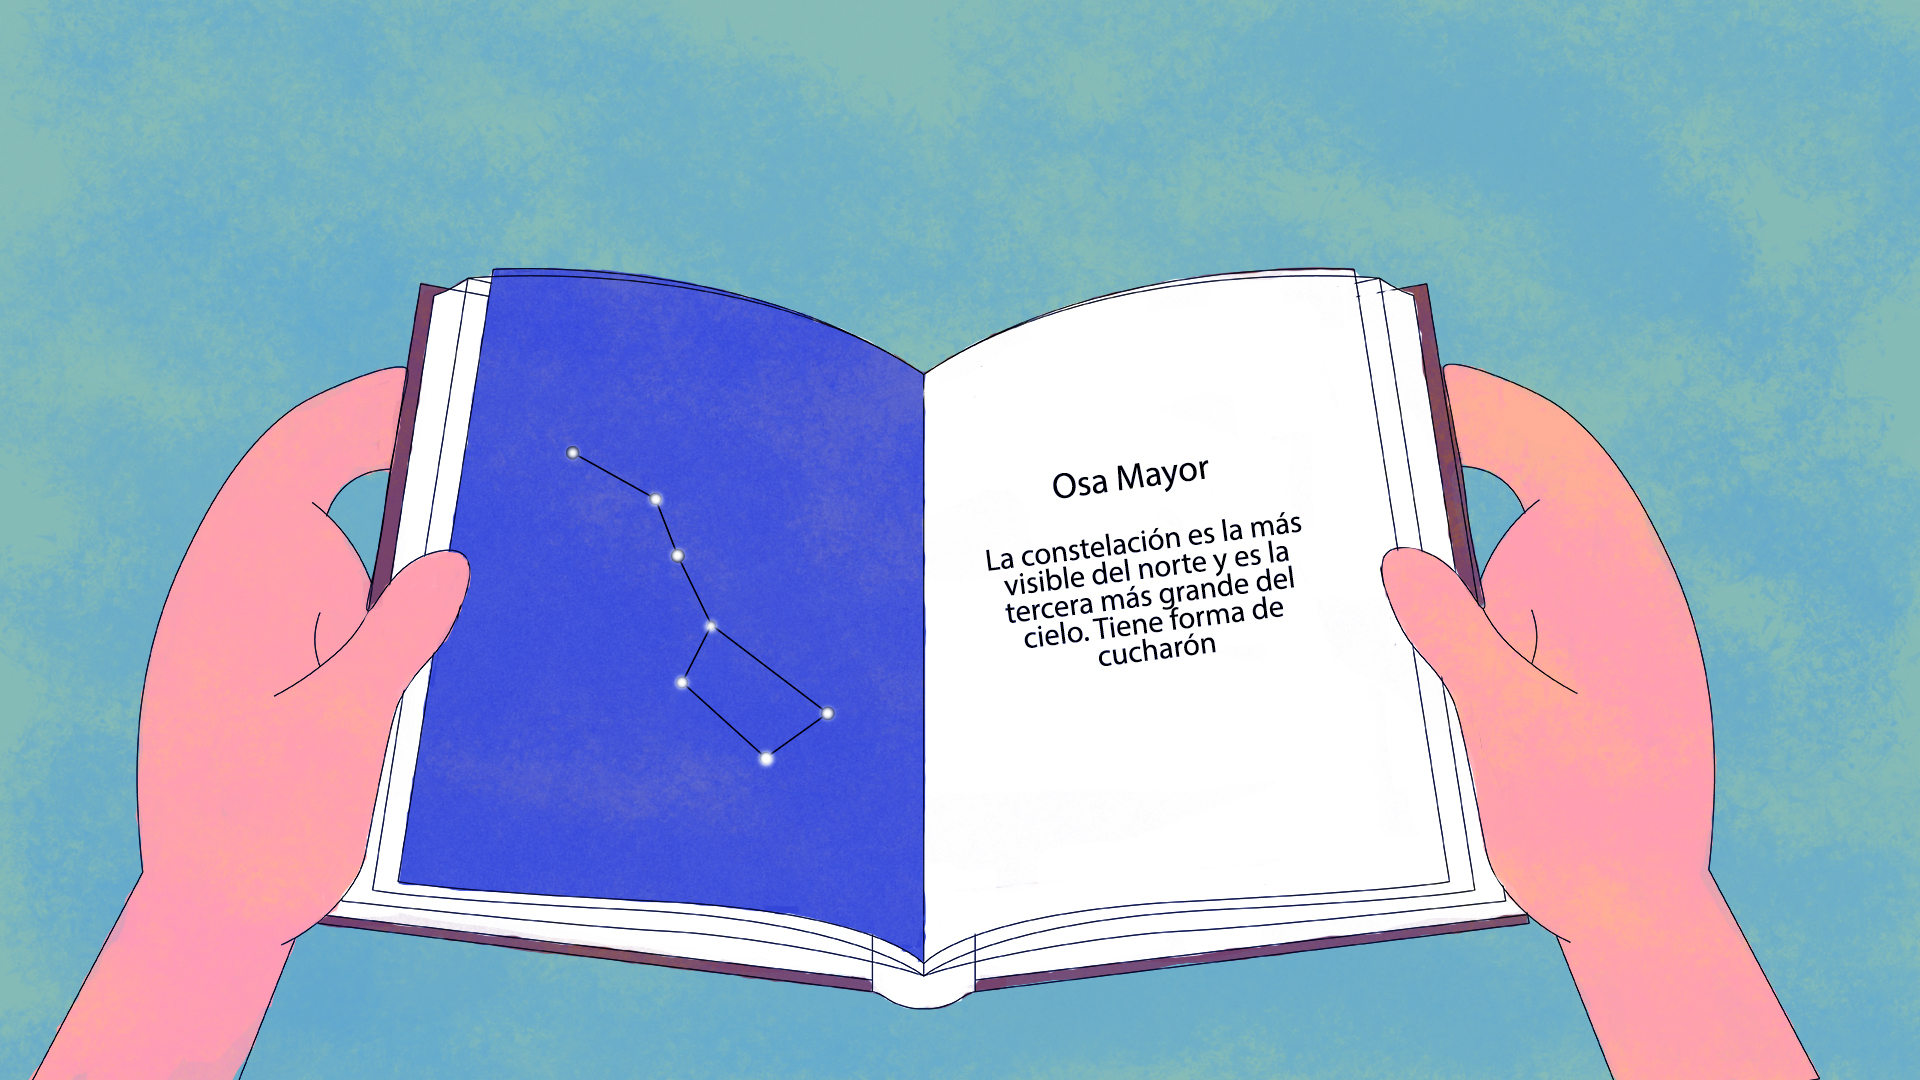 Osa Mayor
La constelación es la más
visible del norte y es la
tercera más grande del
cielo. Tiene forma de
cucharón